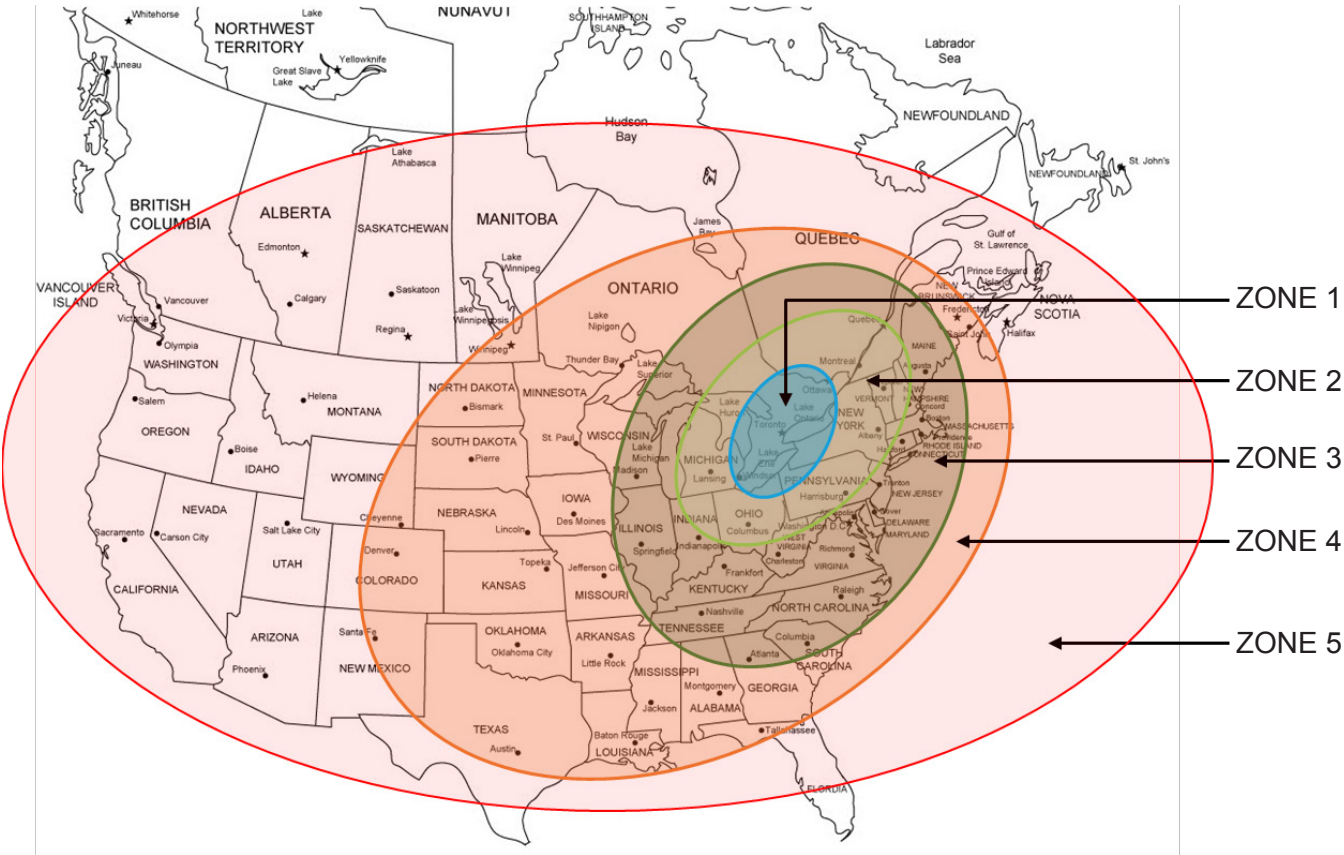 Whitehorse
Lake
NUNAVUT
SOUTHHAMPTON
ISLAND
NORTHWEST
TERRITORY
Labrador
Sea
Yellowknife
Great Slave
Lake
Juneau
NEWFOUNDLAND
Hudson
Bay
Lake
Athabasca
St. John's
NEWFOUNDLAND
BRITISH
COLUMBIA
ALBERTA
SASKATCHEWAN
MANITOBA
James
Bay
QUEBEC
Gulf of
St. Lawrence
Edmonton
Lake
Winnipeg
Prince Edward
Island
VANCOUVER
ISLAND
Vancouver
Calgary
Saskatoon
ONTARIO
NEW
BRUNSWICK
NOVA
SCOTIA
ZONE 1
Victoria
Regina
Lake
Winnipegosis
Lake
Nipigon
Quebec
Fredericton
Saint John
Halifax
Olympia
Winnipeg
WASHINGTON
Thunder Bay
Lake
Superior
Montreal
MAINE
Augusta
ZONE 2
Salem
Helena
MONTANA
NORTH DAKOTA
Bismark
MINNESOTA
Ottawa
VERMONT
NEW
HAMPSHIRE
Concord
Lake
Huro
Lake
Ontario
NEW
YORK
Toronto
Boston
MASSACHUSETTS
OREGON
Boise
IDAHO
SOUTH DAKOTA
Pierre
St. Paul
WISCONSIN
Lake
Michigan
Madison
Albany
Providence
RHODE ISLAND
CONNECTICUT
ZONE 3
MICHIGAN
Lansing
Lake
Erie
Windsor
WYOMING
Cheyenne
NEBRASKA
Lincoln
IOWA
Des Moines
PENNSYLVANIA
Harrisburg
Trenton
NEW JERSEY
NEVADA
Sacramento
Carson City
Salt Lake City
UTAH
ILLINOIS
INDIANA
OHIO
Columbus
Annapolis
Dover
DELAWARE
MARYLAND
Washington D.C.
ZONE 4
Denver
COLORADO
Topeka
KANSAS
Jefferson City
MISSOURI
Springfield
Indianapolis
WEST
VIRGINIA
Charleston
Richmond
VIRGINIA
CALIFORNIA
Frankfort
KENTUCKY
Raleigh
NORTH CAROLINA
Nashville
TENNESSEE
ARIZONA
Phoenix
Santa Fe
NEW MEXICO
OKLAHOMA
Oklahoma City
ARKANSAS
Little Rock
Columbia
SOUTH
CAROLINA
Atlanta
ZONE 5
MISSISSIPPI
Jackson
Montgomery
ALABAMA
GEORGIA
TEXAS
Austin
Baton Rouge
LOUISIANA
Tallahassee
FLORDIA